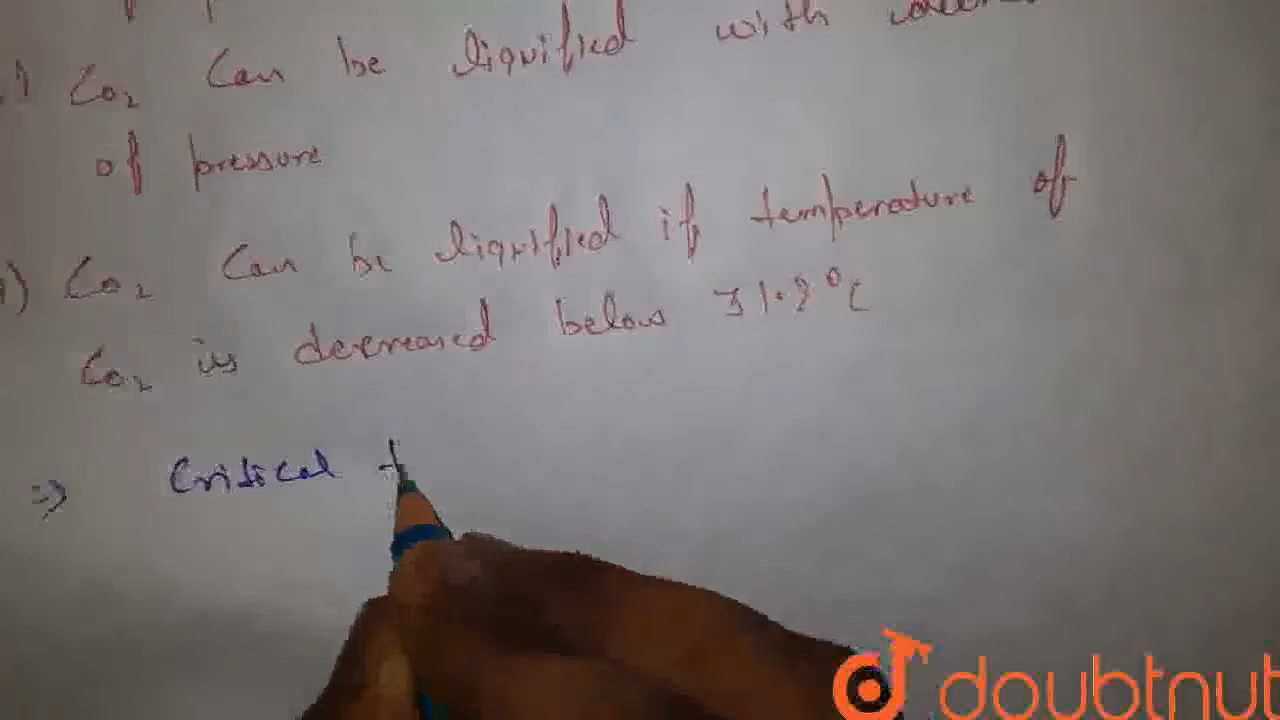 CO₂ can be liquified with
of pressure
CO₂ can be liquified if temperature of
CO₂ is decreased below 31.2°C
⇒ Critical t
doubtnut